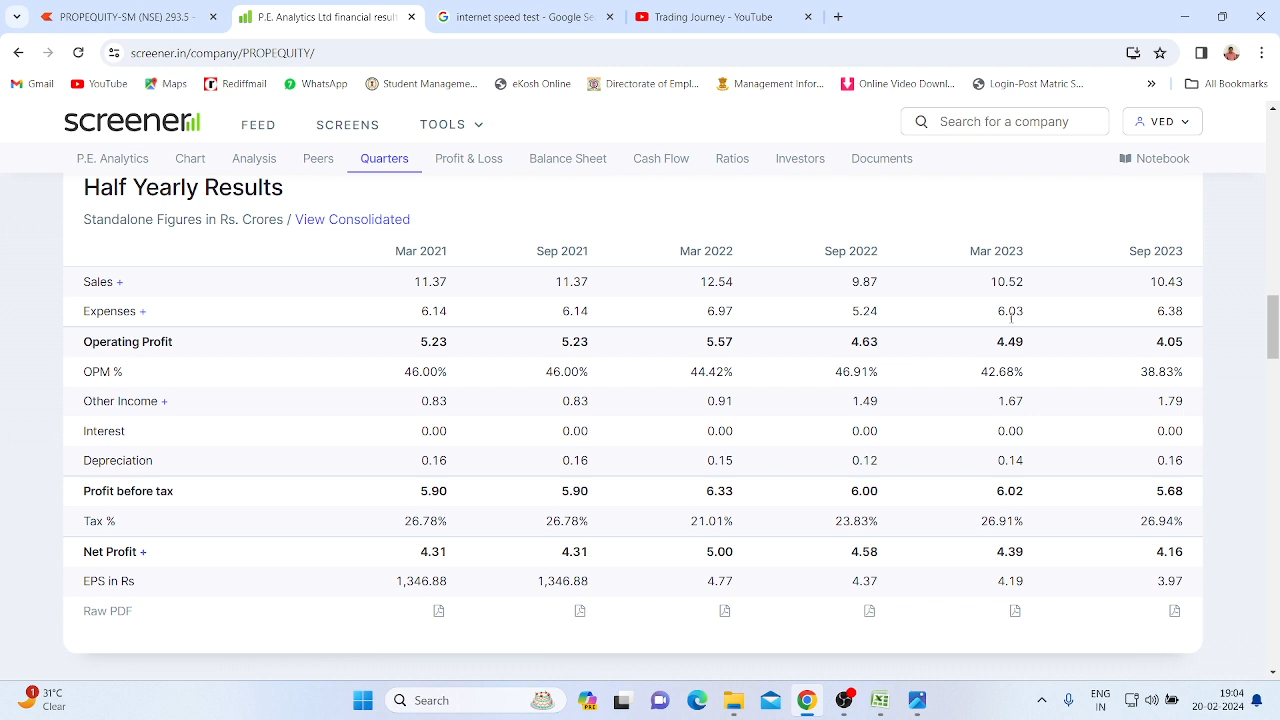 PROPEQUITY-SM (NSE) 293.5 -
P.E. Analytics Ltd financial result
internet speed test - Google Se
Trading Journey - YouTube
screener.in/company/PROPEQUITY/
Gmail YouTube Maps Rediffmail WhatsApp Student Manageme... eKosh Online Directorate of Empl... Management Infor... Online Video Downl... Login-Post Matric S... » All Bookmarks
screener FEED SCREENS TOOLS Search for a company VED
P.E. Analytics Chart Analysis Peers Quarters Profit & Loss Balance Sheet Cash Flow Ratios Investors Documents Notebook
Half Yearly Results
Standalone Figures in Rs. Crores / View Consolidated
Mar 2021 Sep 2021 Mar 2022 Sep 2022 Mar 2023 Sep 2023
Sales + 11.37 11.37 12.54 9.87 10.52 10.43
Expenses + 6.14 6.14 6.97 5.24 6.03 6.38
Operating Profit 5.23 5.23 5.57 4.63 4.49 4.05
OPM % 46.00% 46.00% 44.42% 46.91% 42.68% 38.83%
Other Income + 0.83 0.83 0.91 1.49 1.67 1.79
Interest 0.00 0.00 0.00 0.00 0.00 0.00
Depreciation 0.16 0.16 0.15 0.12 0.14 0.16
Profit before tax 5.90 5.90 6.33 6.00 6.02 5.68
Tax % 26.78% 26.78% 21.01% 23.83% 26.91% 26.94%
Net Profit + 4.31 4.31 5.00 4.58 4.39 4.16
EPS in Rs 1,346.88 1,346.88 4.77 4.37 4.19 3.97
Raw PDF
1 31°C
Clear
Search
ENG
IN
19:04
20-02-2024